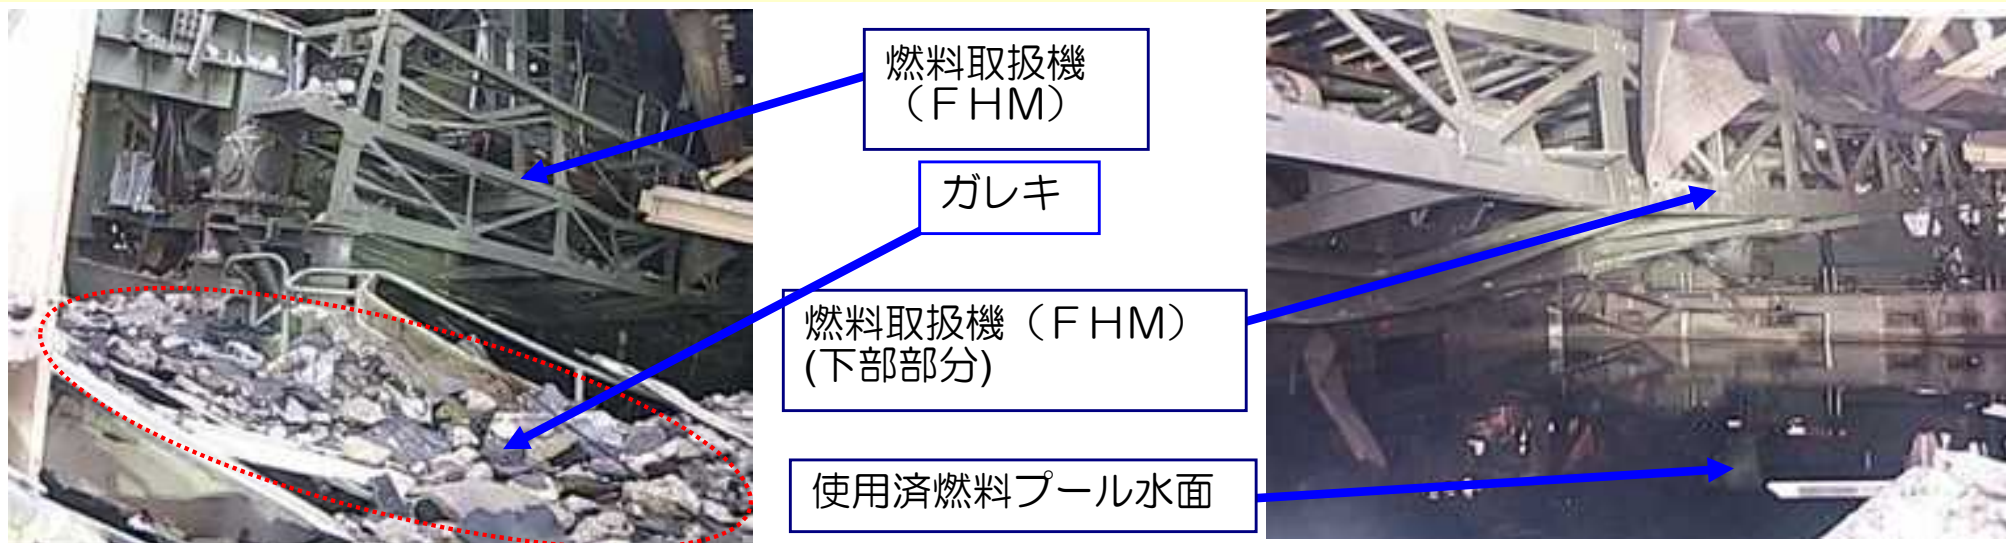 燃料取扱機
（ＦＨＭ）
ガレキ
燃料取扱機（ＦＨＭ）
(下部部分)
使用済燃料プール水面